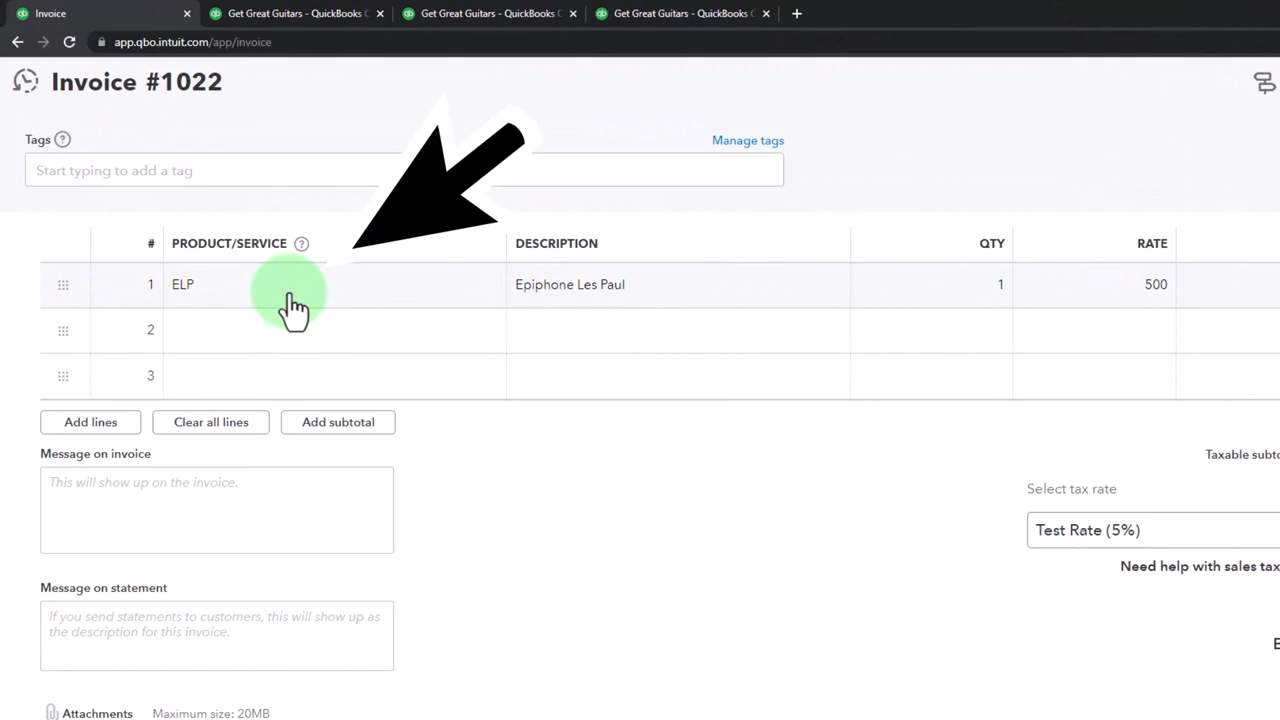 Invoice
Get Great Guitars - QuickBooks
Get Great Guitars - QuickBooks
Get Great Guitars - QuickBooks
app.qbo.intuit.com/app/invoice
Invoice #1022
Tags ?
Manage tags
Start typing to add a tag
# PRODUCT/SERVICE ? DESCRIPTION QTY RATE
1 ELP Epiphone Les Paul 1 500
2
3
Add lines Clear all lines Add subtotal
Message on invoice
This will show up on the invoice.
Taxable
Select tax rate
Test Rate (5%)
Need help with sales
Message on statement
If you send statements to customers, this will show up as
the description for this invoice.
Attachments Maximum size: 20MB